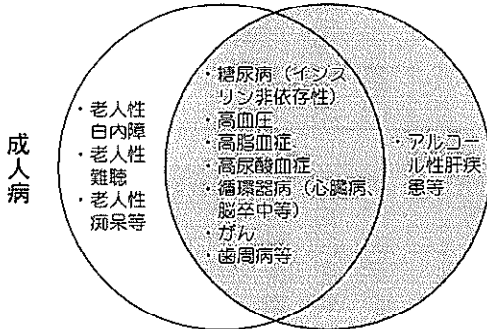 成人病
・老人性
白内障
・老人性
難聴
・老人性
痴呆等
・糖尿病(インス
リン非依存性)
・高血圧
・高脂血症
・高尿酸血症
・循環器病(心臓病、
脳卒中等)
・がん
・歯周病等
・アルコー
ル性肝疾
患等